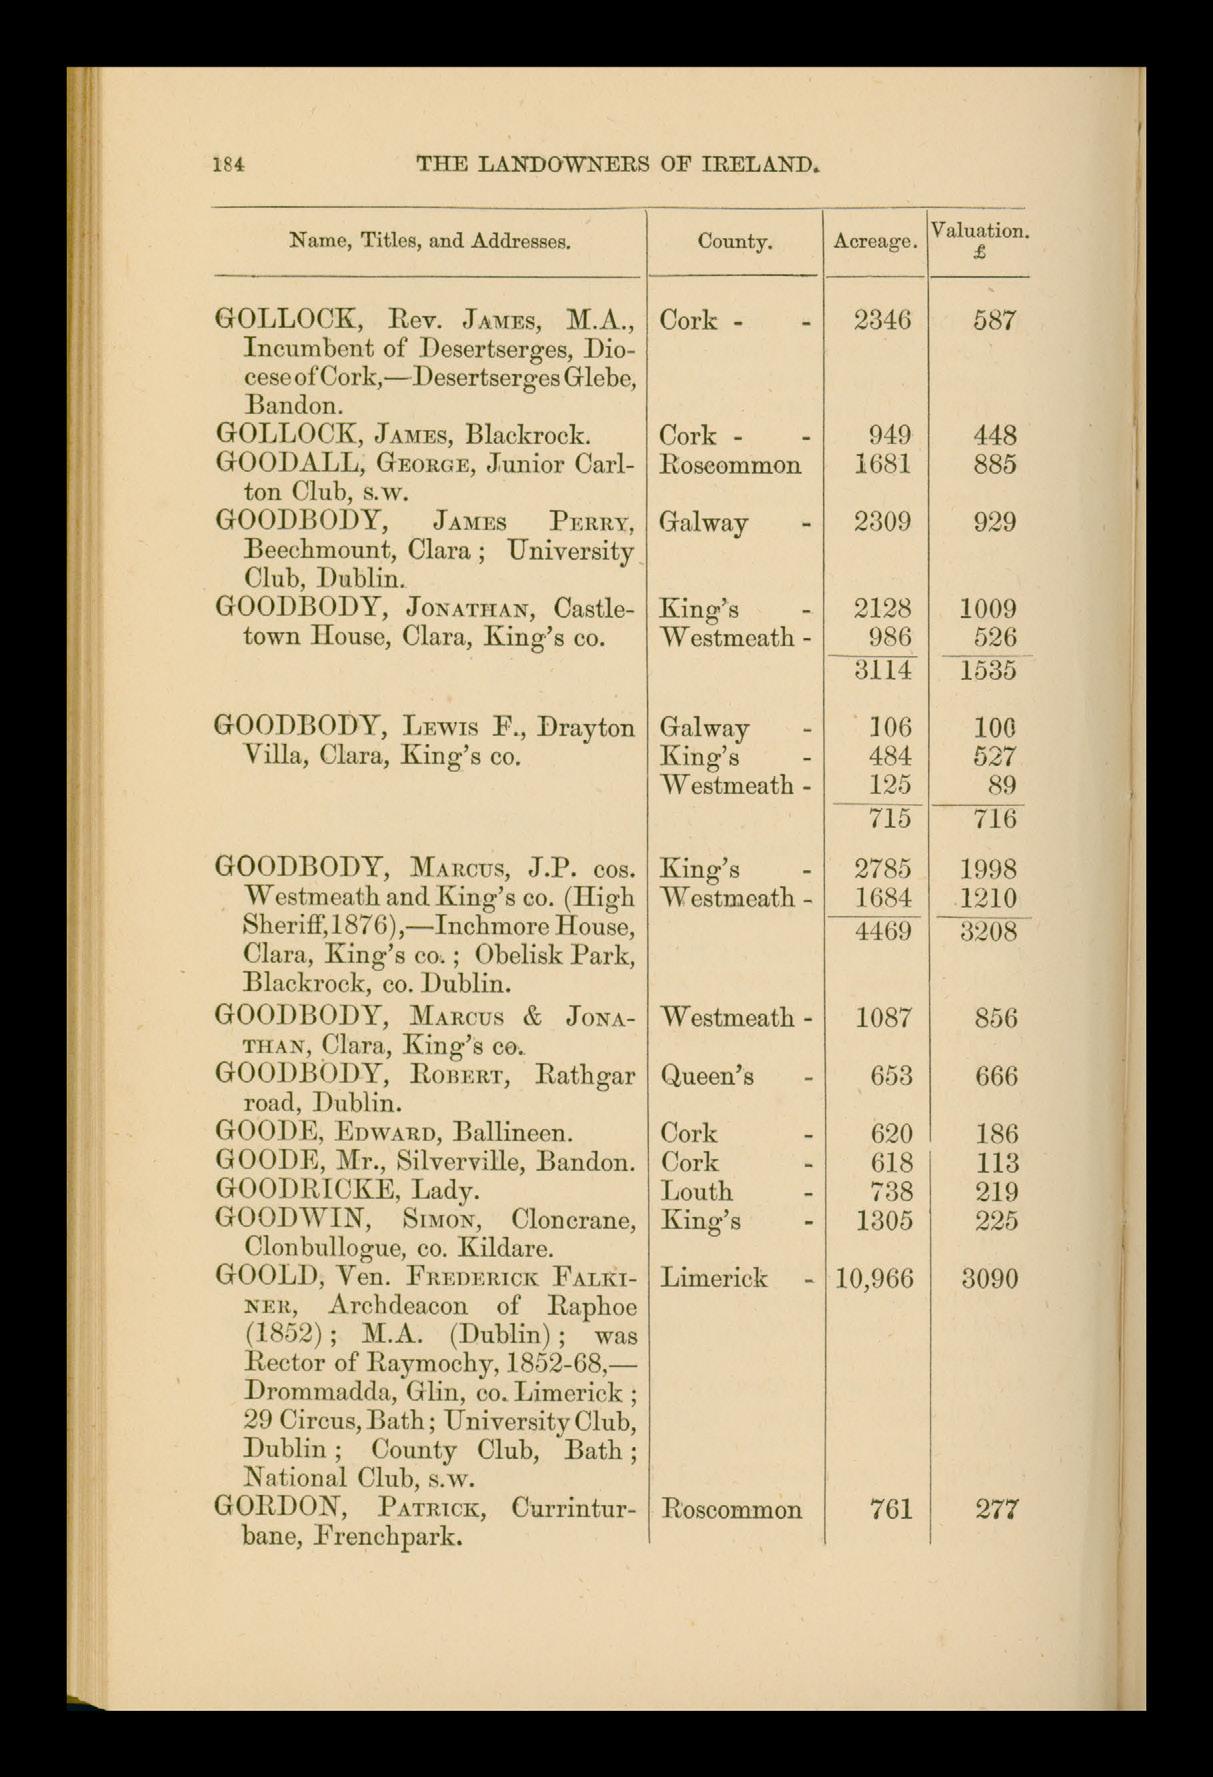 184 THE LANDOWNERS OF IRELAND.
Name, Titles, and Addresses. County. Acreage. Valuation. £
GOLLOCK, Rev. JAMES, M.A., Cork - - 2346 587
Incumbent of Desertserges, Dio-
cese of Cork,—Desertserges Glebe,
Bandon.
GOLLOCK, JAMES, Blackrock. Cork - - 949 448
GOODALL, GEORGE, Junior Carl- Roscommon 1681 885
ton Club, S.W.
GOODBODY, JAMES PERRY, Galway - 2309 929
Beechmount, Clara ; University
Club, Dublin.
GOODBODY, JONATHAN, Castle- King's - 2128 1009
town House, Clara, King's co. Westmeath - 986 526
3114 1535
GOODBODY, LEWIS F., Drayton Galway - 106 100
Villa, Clara, King's co. King's - 484 527
Westmeath - 125 89
715 716
GOODBODY, MARCUS, J.P. cos. King's - 2785 1998
Westmeath and King's co. (High Westmeath - 1684 1210
Sheriff, 1876),—Inchmore House, 4469 3208
Clara, King's co. ; Obelisk Park,
Blackrock, co. Dublin.
GOODBODY, MARCUS & JONA- Westmeath - 1087 856
THAN, Clara, King's co.
GOODBODY, ROBERT, Rathgar Queen's - 653 666
road, Dublin.
GOODE, EDWARD, Ballineen. Cork - 620 186
GOODE, Mr., Silverville, Bandon. Cork - 618 113
GOODRICKE, Lady. Louth - 738 219
GOODWIN, SIMON, Cloncrane, King's - 1305 225
Clonbullogue, co. Kildare.
GOOLD, Ven. FREDERICK FALKI- Limerick - 10,966 3090
NER, Archdeacon of Raphoe
(1852) ; M.A. (Dublin) ; was
Rector of Raymochy, 1852-68,—
Drommadda, Glin, co. Limerick ;
29 Circus, Bath ; University Club,
Dublin ; County Club, Bath ;
National Club, S.W.
GORDON, PATRICK, Currintur- Roscommon 761 277
bane, Frenchpark.